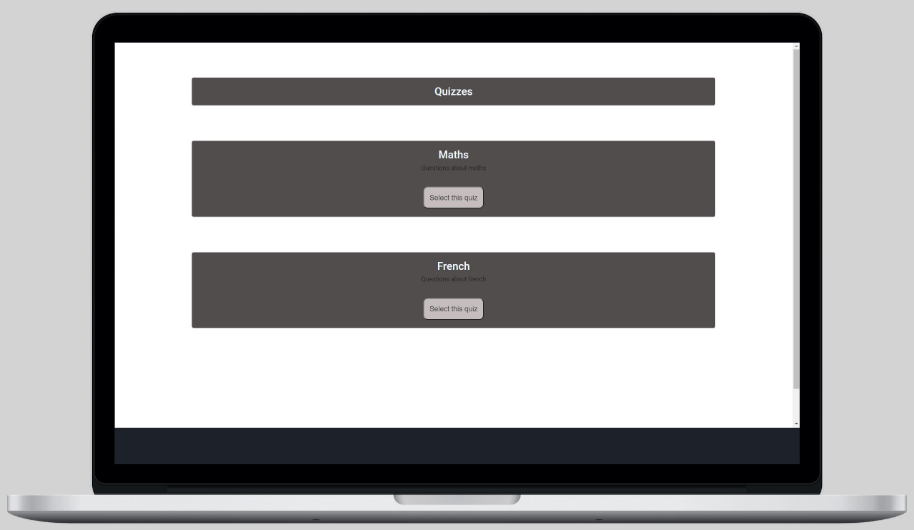 Quizzes
Maths
Questions about maths
Select this quiz
French
Questions about french
Select this quiz